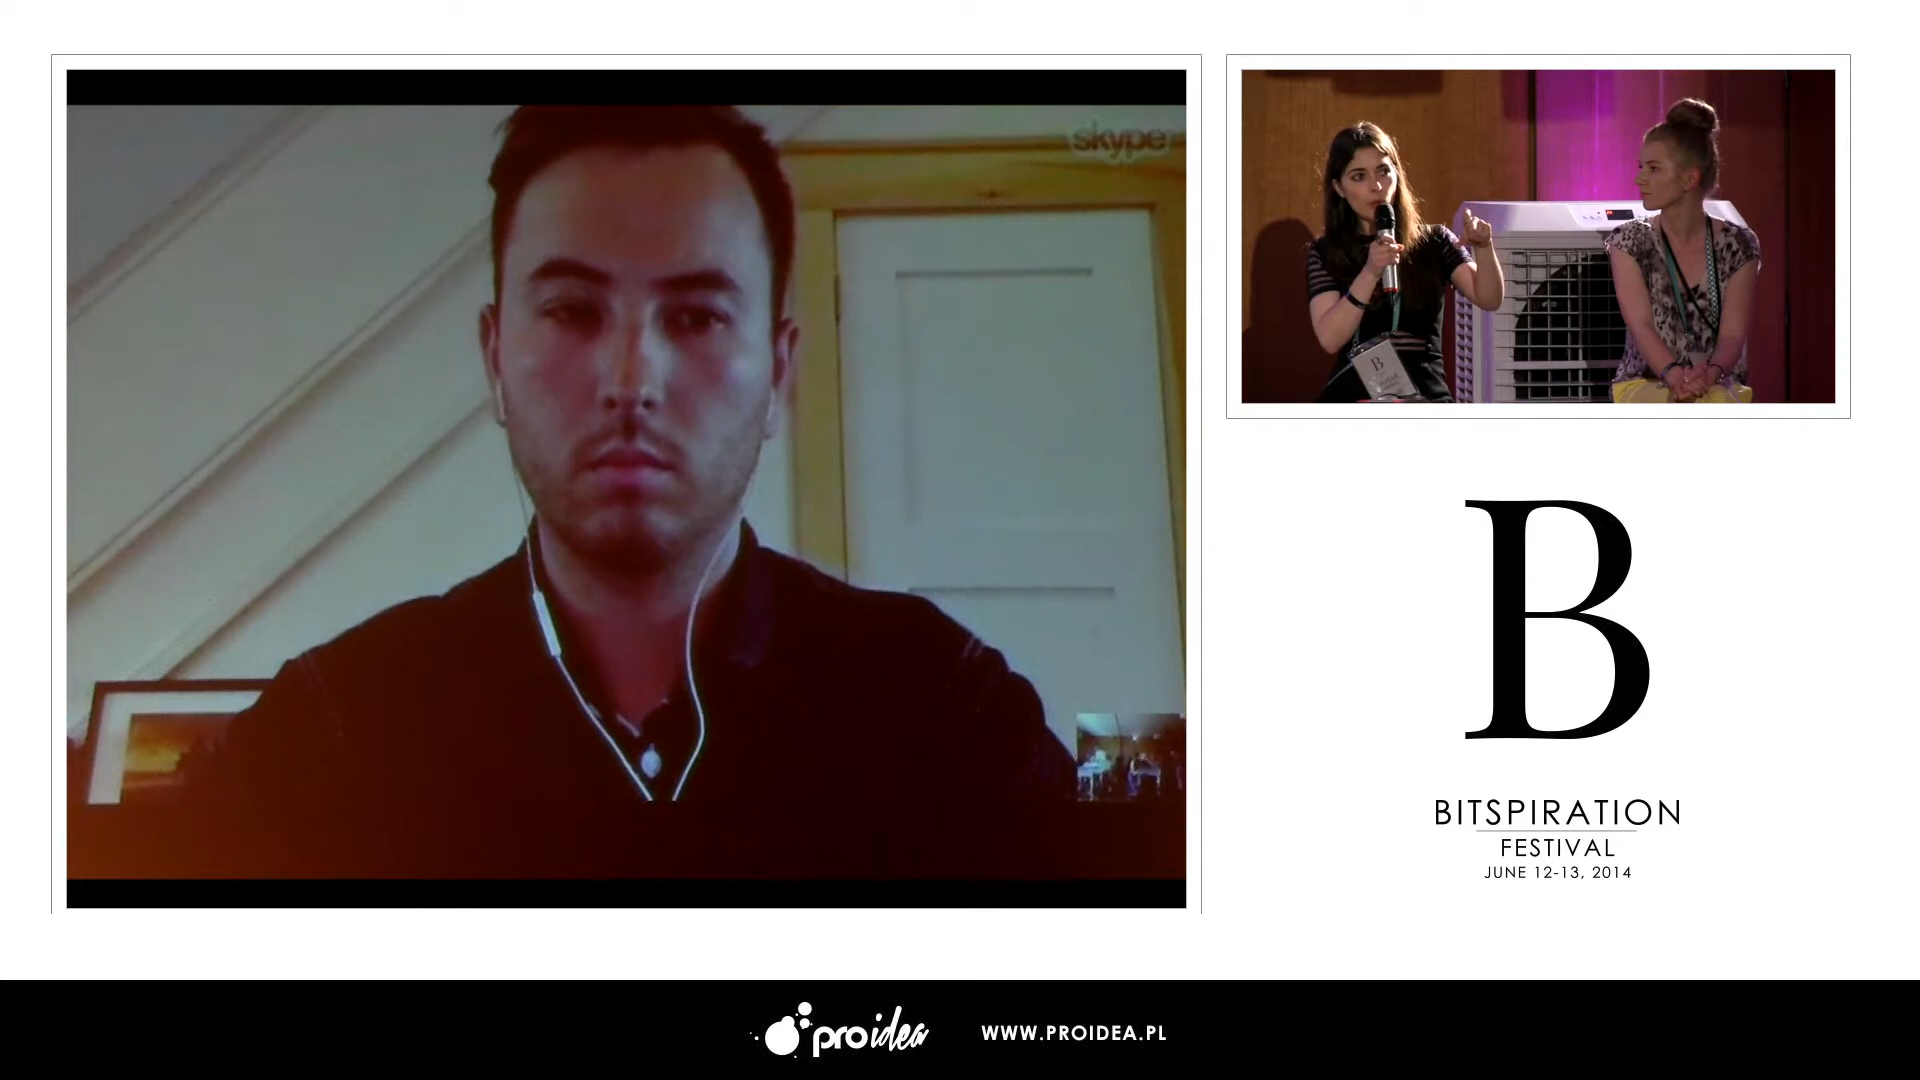 skype
B
B
BITSPIRATION
FESTIVAL
JUNE 12-13, 2014
proidea
WWW.PROIDEA.PL